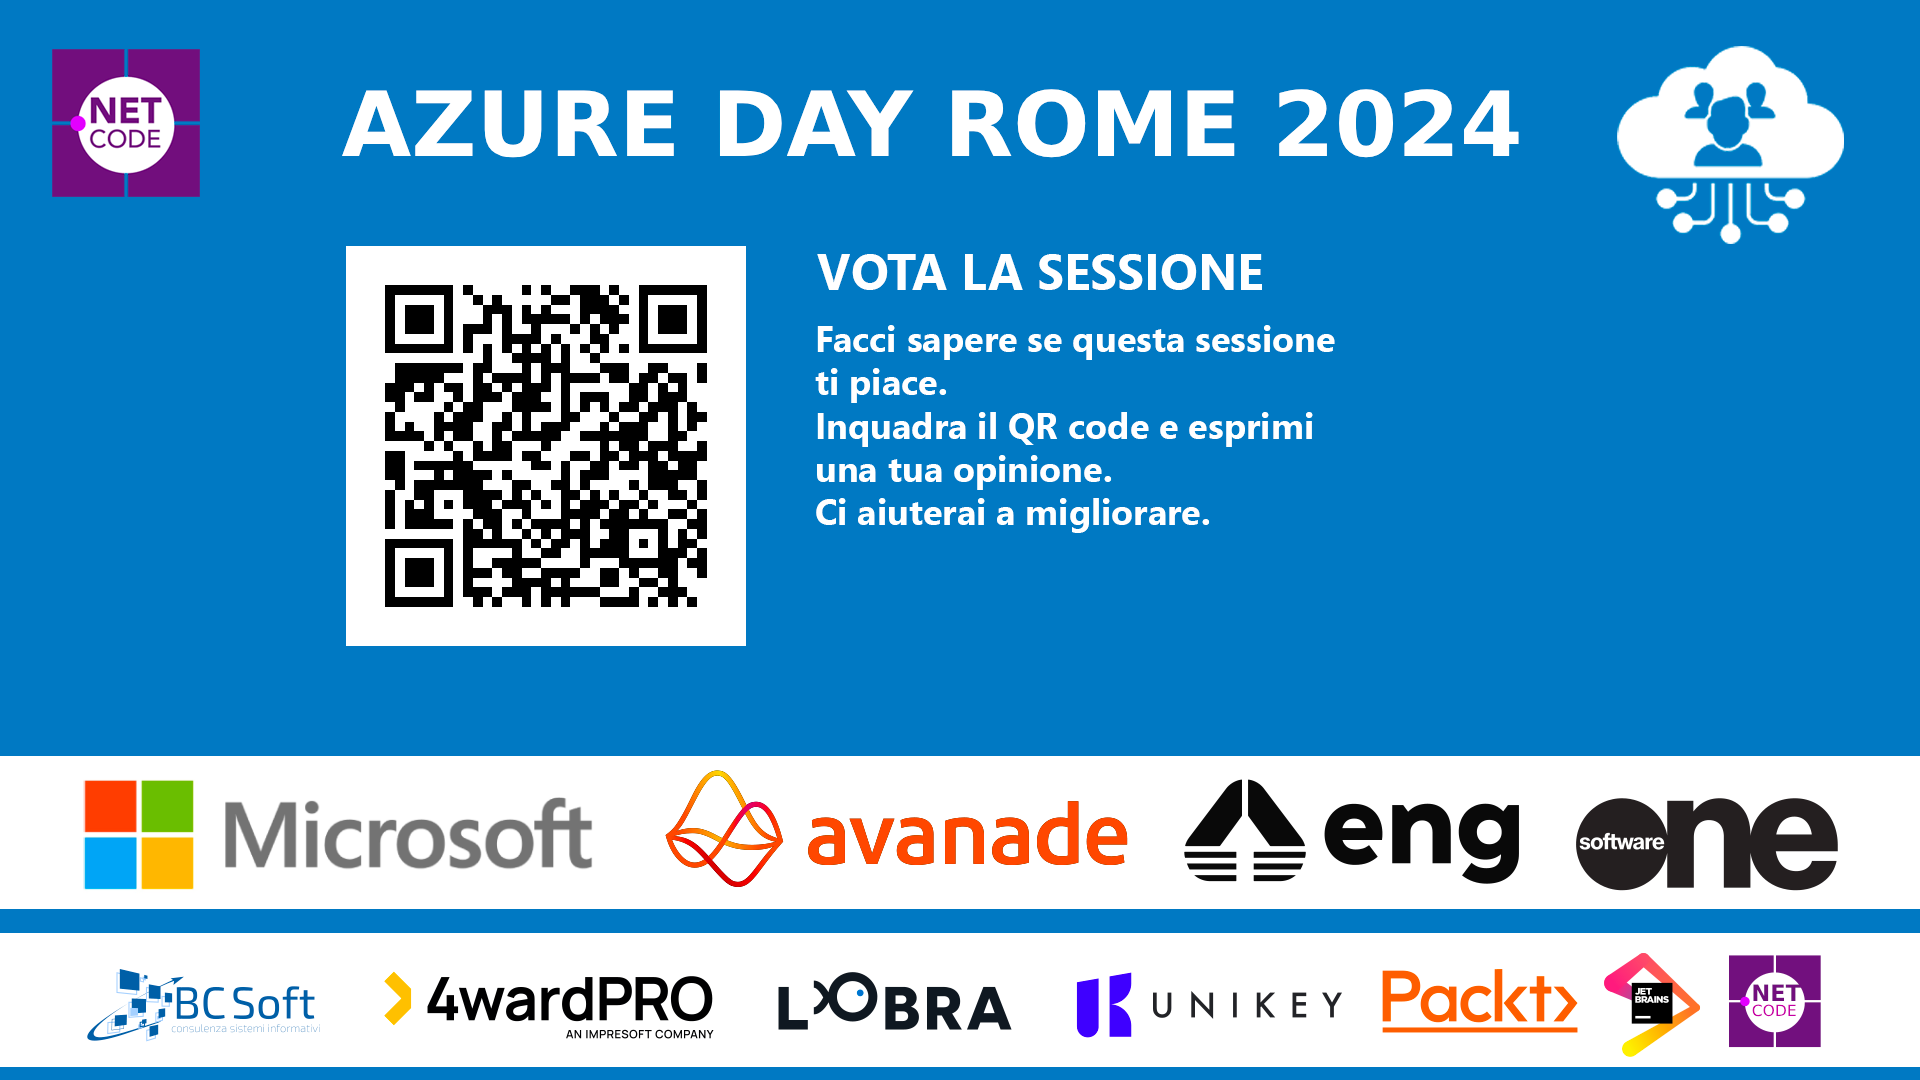 NET
CODE
AZURE DAY ROME 2024
VOTA LA SESSIONE
Facci sapere se questa sessione
ti piace.
Inquadra il QR code e esprimi
una tua opinione.
Ci aiuterai a migliorare.
Microsoft
avanade
eng
software
one
BC Soft
consulenza sistemi informativi
4wardPRO
AN IMPRESOFT COMPANY
LOBRA
UNIKEY
Packt>
JET
BRAINS
NET
CODE